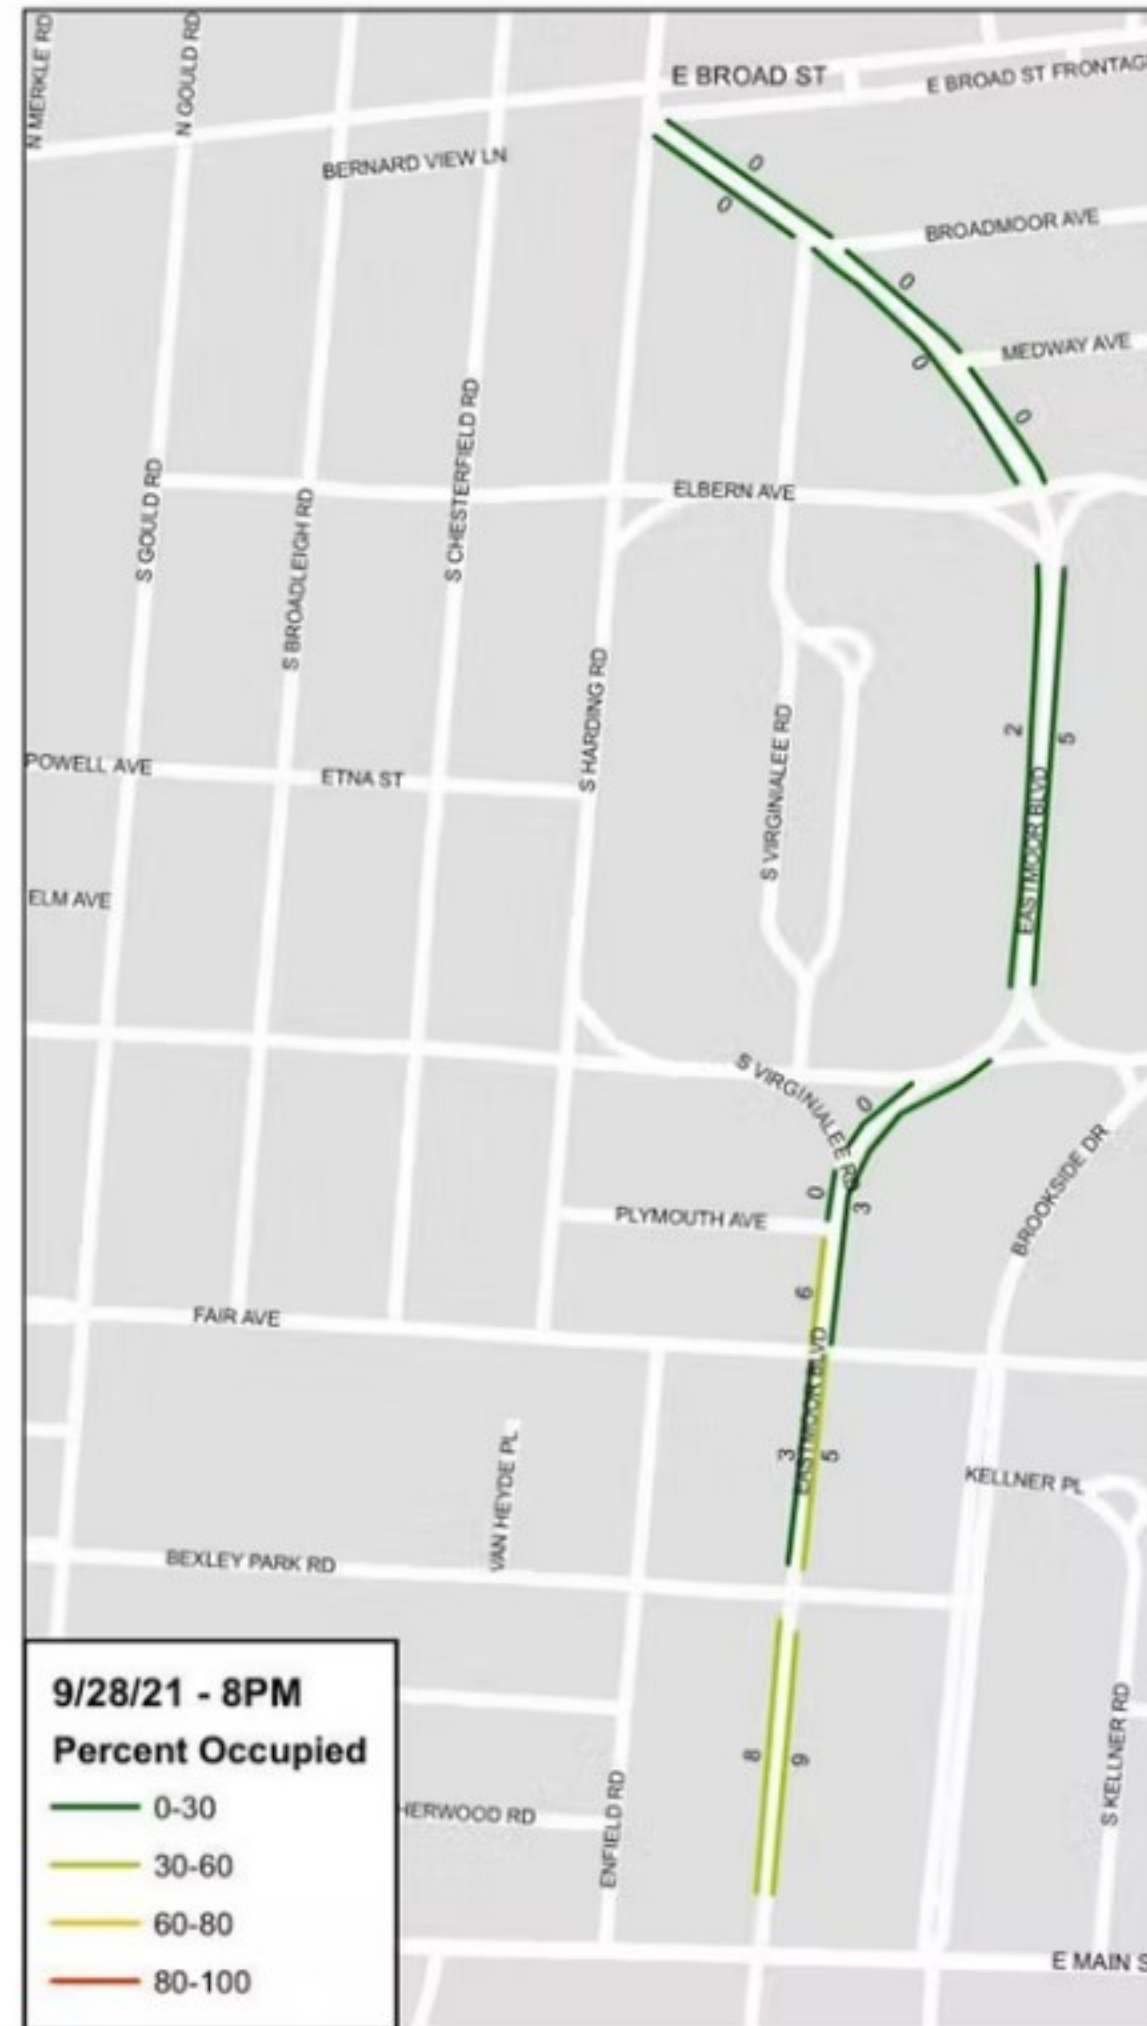 N MERKLE RD
N GOULD RD
E BROAD ST
E BROAD ST FRONTAG
BERNARD VIEW LN
0
0
BROADMOOR AVE
0
MEDWAY AVE
0
0
S CHESTERFIELD RD
S GOULD RD
ELBERN AVE
S BROADLEIGH RD
S HARDING RD
S VIRGINIALEE RD
2
5
POWELL AVE
ETNA ST
EASTMOOR BLVD
ELM AVE
S VIRGINIALEE RD
0
BROOKSIDE DR
0
3
PLYMOUTH AVE
6
FAIR AVE
EASTMOOR BLVD
3
5
VAN HEYDE PL
KELLNER PL
BEXLEY PARK RD
S KELLNER RD
8
9
ENFIELD RD
HERWOOD RD
E MAIN S
9/28/21 - 8PM
Percent Occupied
0-30
30-60
60-80
80-100